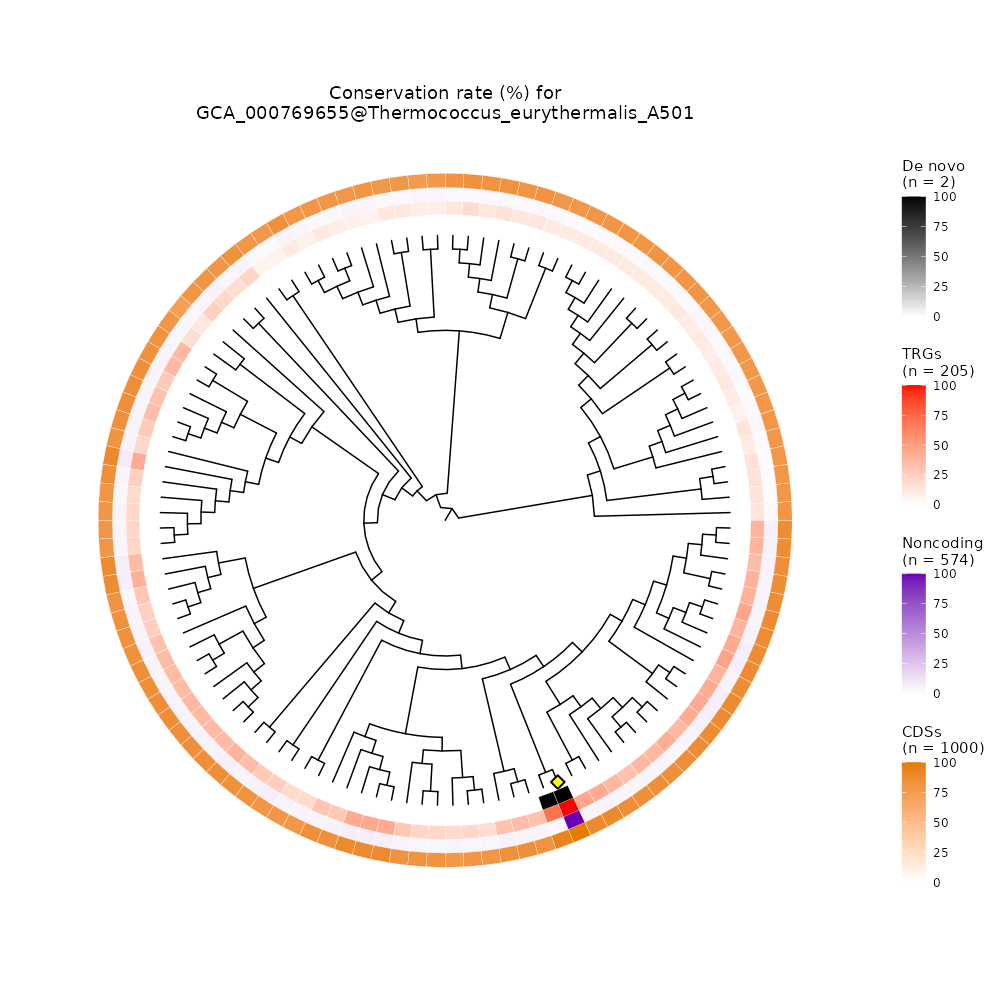 Conservation rate (%) for
GCA_000769655@Thermococcus_eurythermalis_A501
De novo
(n = 2)
100
75
50
25
0
TRGs
(n = 205)
100
75
50
25
0
Noncoding
(n = 574)
100
75
50
25
0
CDSs
(n = 1000)
100
75
50
25
0